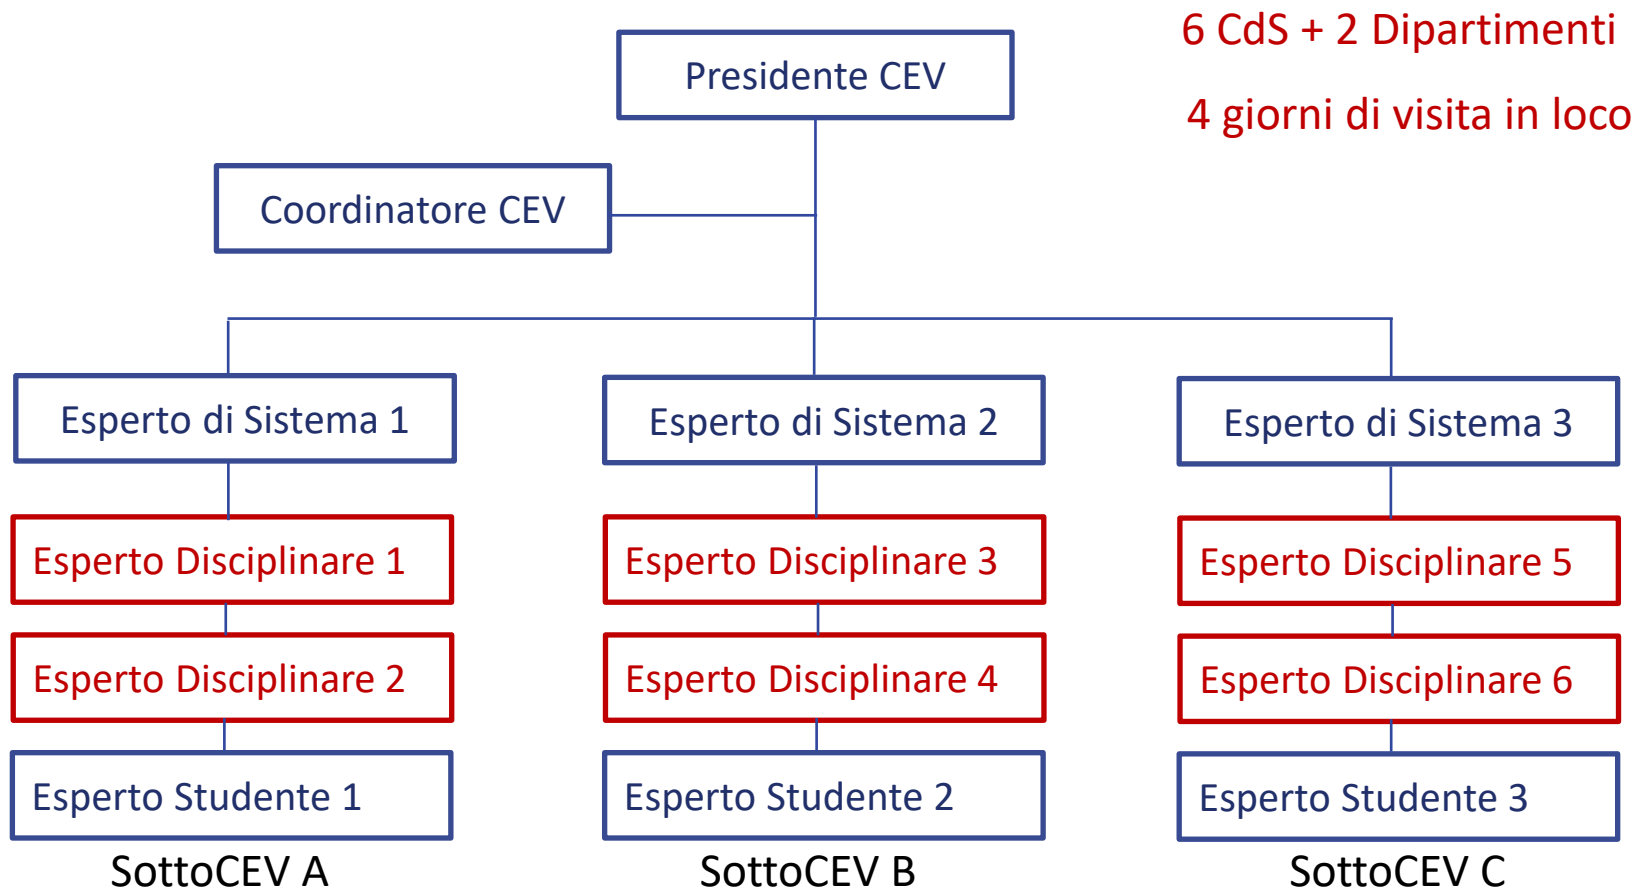 6 CdS + 2 Dipartimenti
Presidente CEV
4 giorni di visita in loco
Coordinatore CEV
Esperto di Sistema 1
Esperto di Sistema 2
Esperto di Sistema 3
Esperto Disciplinare 1
Esperto Disciplinare 3
Esperto Disciplinare 5
Esperto Disciplinare 2
Esperto Disciplinare 4
Esperto Disciplinare 6
Esperto Studente 1
Esperto Studente 2
Esperto Studente 3
SottoCEV A
SottoCEV B
SottoCEV C